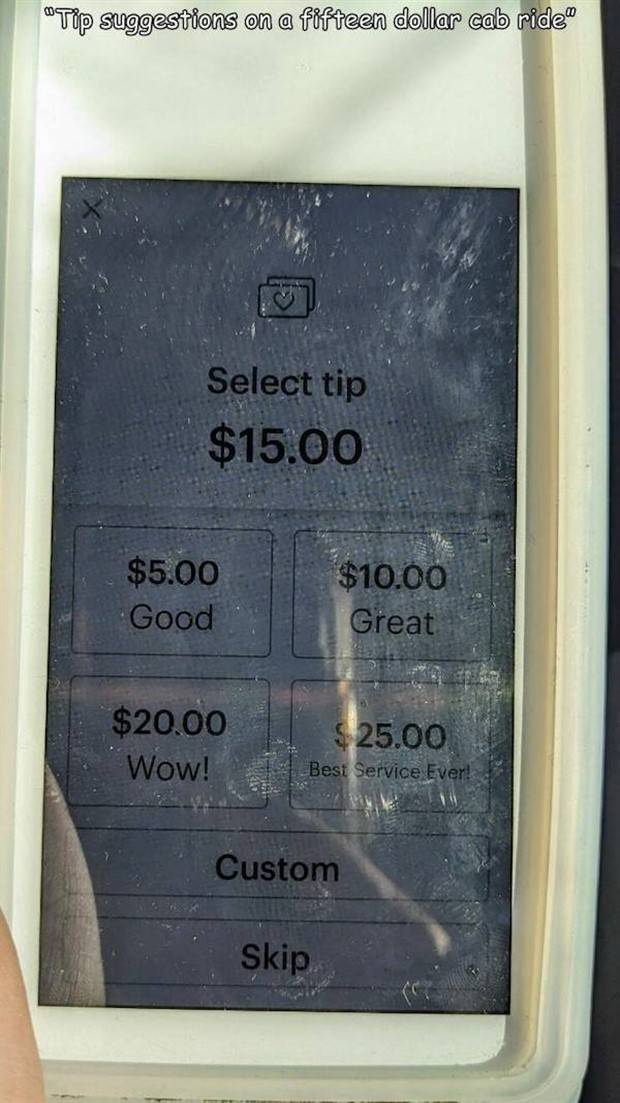 "Tip suggestions on a fifteen dollar cab ride"
Select tip
$15.00
$5.00
Good
$10.00
Great
$20.00
Wow!
$25.00
Best Service Ever!
Custom
Skip